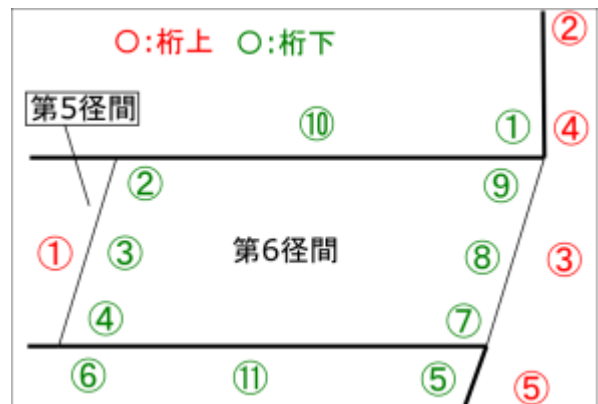 ○:桁上 ○:桁下 ②
第5径間
⑩ ① ④
② ⑨
① ③ 第6径間 ⑧ ③
④ ⑦
⑥ ⑪ ⑤ ⑤